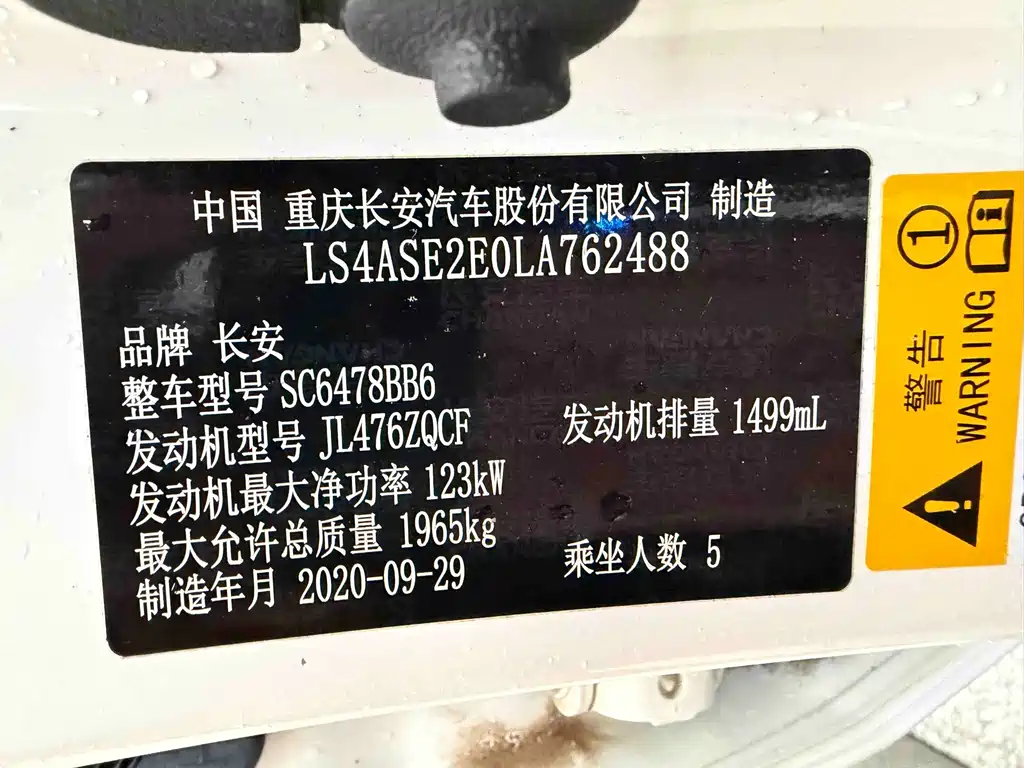 中国 重庆长安汽车股份有限公司 制造
LS4ASE2E0LA762488
品牌 长安
整车型号 SC6478BB6
发动机型号 JL476ZQCF 发动机排量 1499mL
发动机最大净功率 123kW
最大允许总质量 1965kg
制造年月 2020-09-29 乘坐人数 5
1 i
警告
WARNING
!